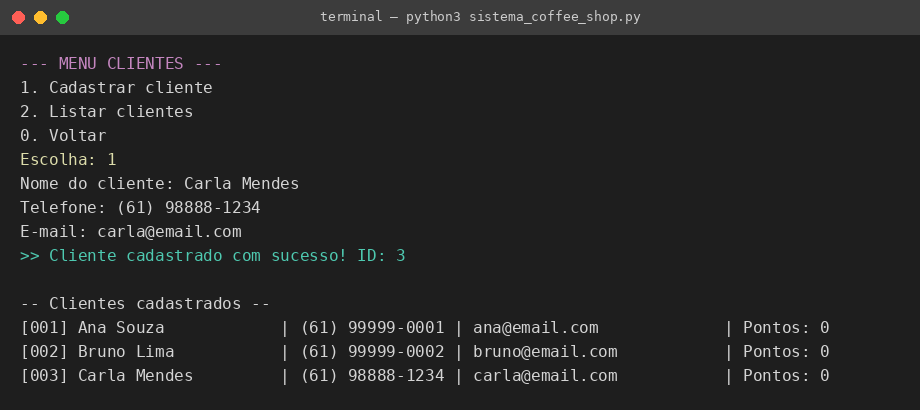 terminal — python3 sistema_coffee_shop.py
--- MENU CLIENTES ---
1. Cadastrar cliente
2. Listar clientes
0. Voltar
Escolha: 1
Nome do cliente: Carla Mendes
Telefone: (61) 98888-1234
E-mail: carla@email.com
>> Cliente cadastrado com sucesso! ID: 3
-- Clientes cadastrados --
[001] Ana Souza            | (61) 99999-0001 | ana@email.com             | Pontos: 0
[002] Bruno Lima           | (61) 99999-0002 | bruno@email.com           | Pontos: 0
[003] Carla Mendes         | (61) 98888-1234 | carla@email.com           | Pontos: 0